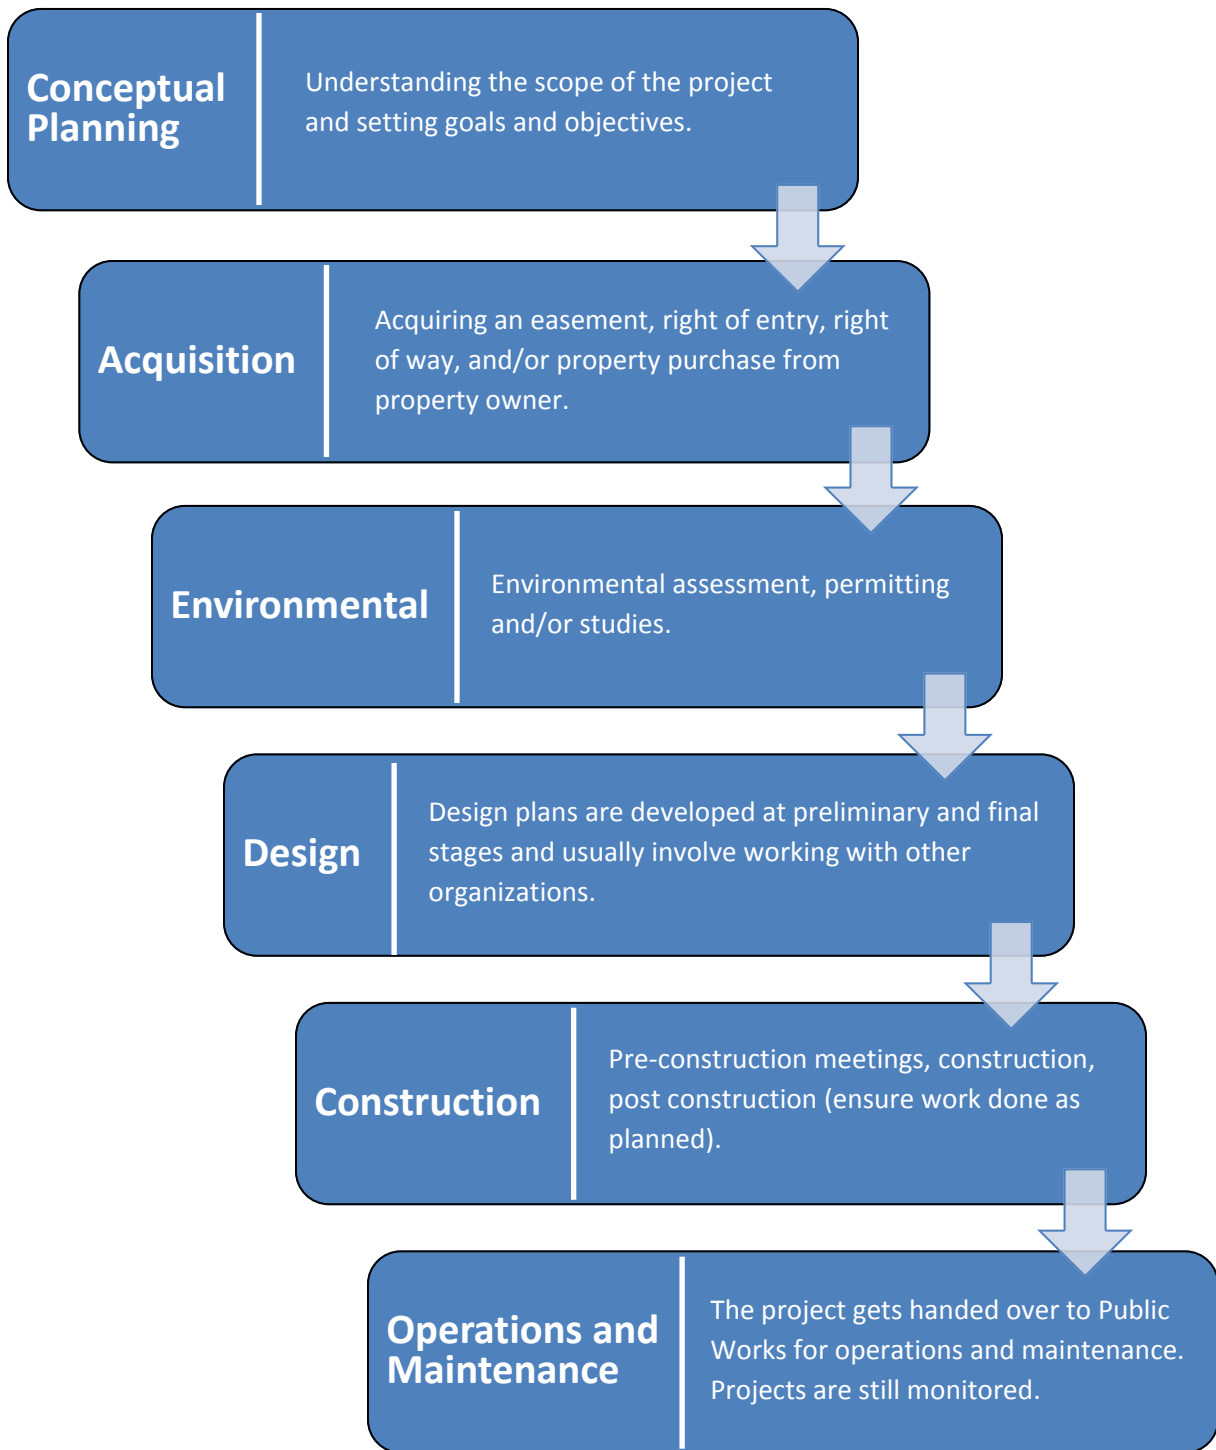 Conceptual
Planning
Understanding the scope of the project
and setting goals and objectives.
Acquisition
Acquiring an easement, right of entry, right
of way, and/or property purchase from
property owner.
Environmental
Environmental assessment, permitting
and/or studies.
Design
Design plans are developed at preliminary and final
stages and usually involve working with other
organizations.
Construction
Pre-construction meetings, construction,
post construction (ensure work done as
planned).
Operations and
Maintenance
The project gets handed over to Public
Works for operations and maintenance.
Projects are still monitored.